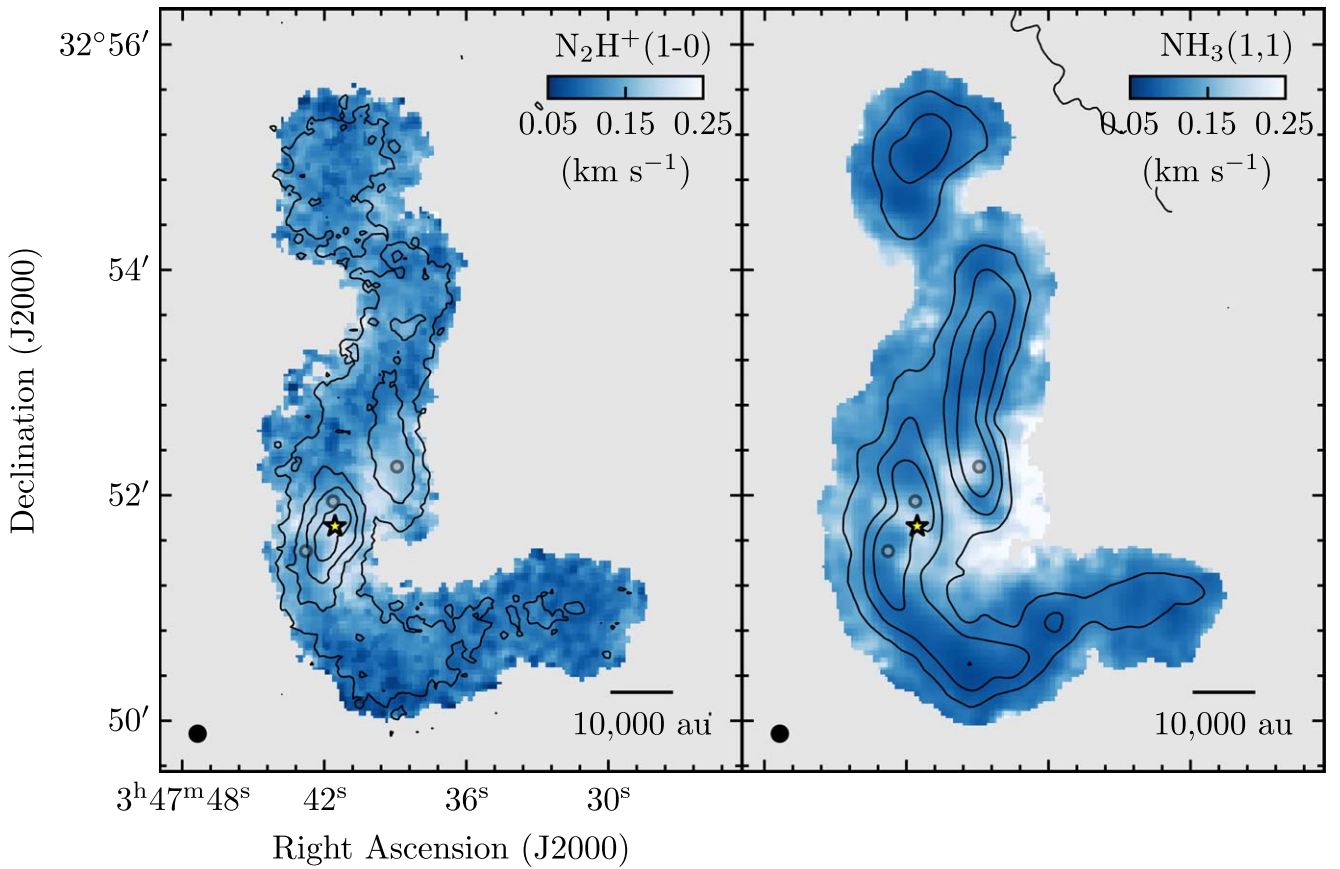 N₂H⁺(1-0)
0.05 0.15 0.25
(km s⁻¹)
NH₃(1,1)
0.05 0.15 0.25
(km s⁻¹)
32°56′
54′
52′
50′
Declination (J2000)
10,000 au
10,000 au
3ʰ47ᵐ48ˢ 42ˢ 36ˢ 30ˢ
Right Ascension (J2000)